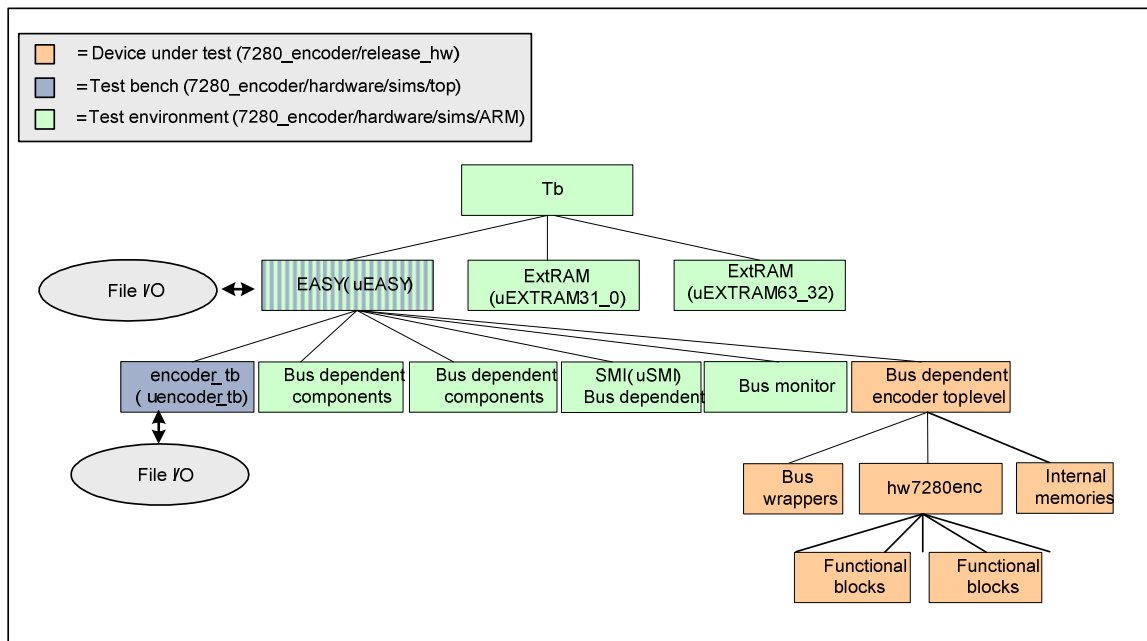 = Device under test (7280_encoder/release_hw)
= Test bench (7280_encoder/hardware/sims/top)
=Test environment (7280_encoder/hardware/sims/ARM)
Tb
File I/O
EASY(uEASY)
ExtRAM
(uEXTRAM31_0)
ExtRAM
(uEXTRAM63_32)
encoder_tb
(uencoder_tb)
Bus dependent
components
Bus dependent
components
SMI(uSMI)
Bus dependent
Bus monitor
Bus dependent
encoder toplevel
File I/O
Bus
wrappers
hw7280enc
Internal
memories
Functional
blocks
Functional
blocks